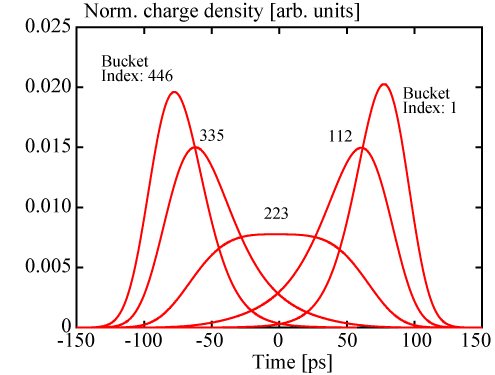 Norm. charge density [arb. units]
0.025
0.020
0.015
0.010
0.005
0
Bucket
Index: 446
335
223
112
Bucket
Index: 1
-150 -100 -50 0 50 100 150
Time [ps]